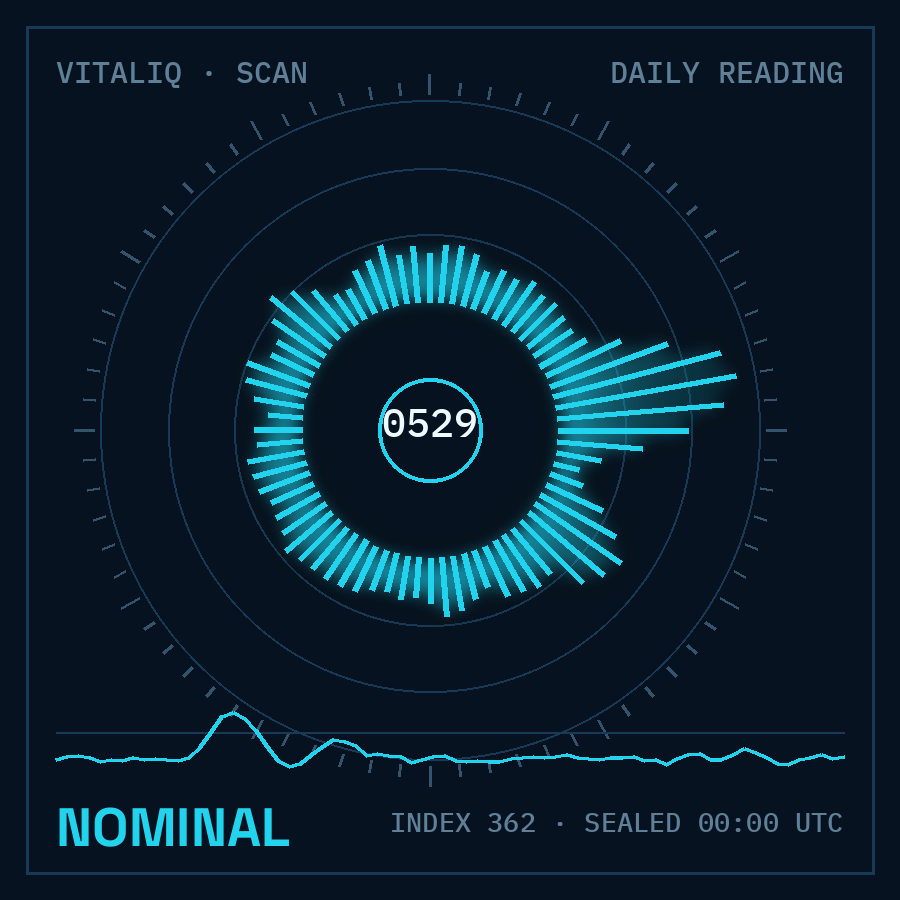 VITALIQ · SCAN
DAILY READING
0529
NOMINAL
INDEX 362 · SEALED 00:00 UTC